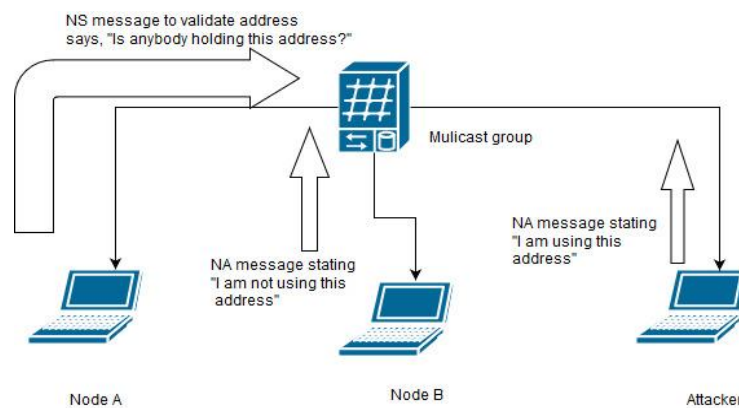 NS message to validate address
says, "Is anybody holding this address?"
Mulicast group
NA message stating
"I am not using this
address"
NA message stating
"I am using this
address"
Node A
Node B
Attacker